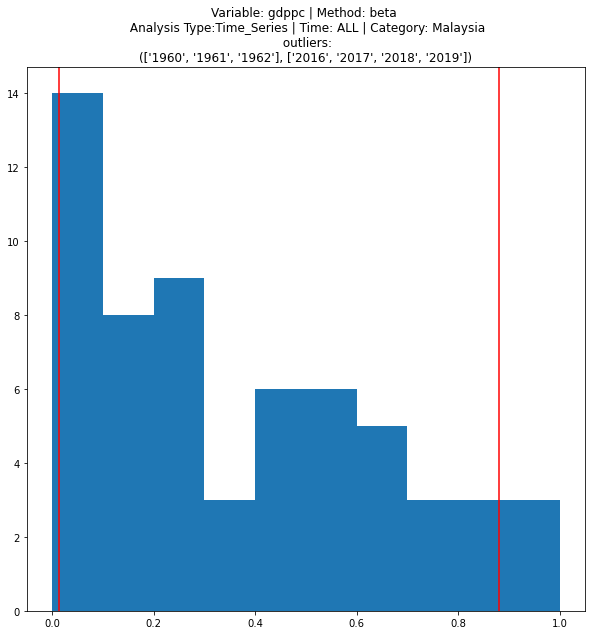 Variable: gdppc | Method: beta
Analysis Type:Time_Series | Time: ALL | Category: Malaysia
outliers:
(['1960', '1961', '1962'], ['2016', '2017', '2018', '2019'])
14
12
10
8
6
4
2
0
0.0 0.2 0.4 0.6 0.8 1.0